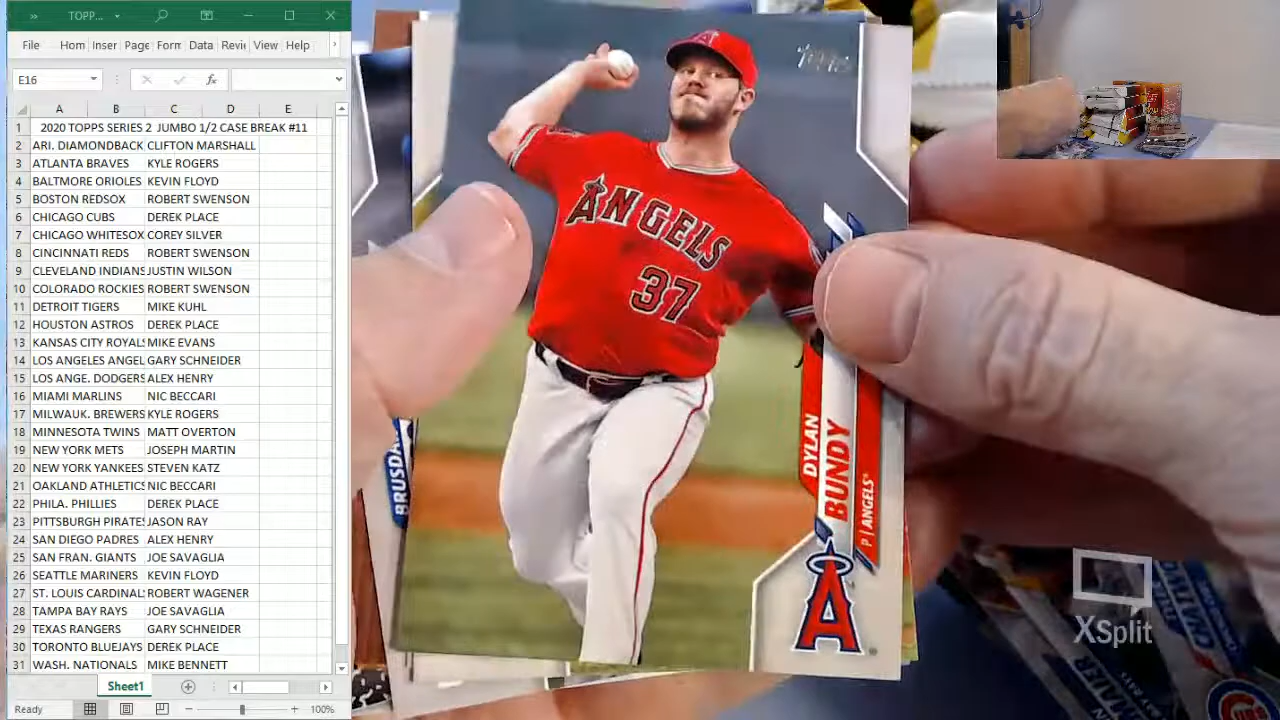 TOPP...
File Hom Inser Page Form Data Revi View Help
E16
fx
A B C D E
1 2020 TOPPS SERIES 2 JUMBO 1/2 CASE BREAK #11
2 ARI. DIAMONDBACK CLIFTON MARSHALL
3 ATLANTA BRAVES KYLE ROGERS
4 BALTMORE ORIOLES KEVIN FLOYD
5 BOSTON REDSOX ROBERT SWENSON
6 CHICAGO CUBS DEREK PLACE
7 CHICAGO WHITESOX COREY SILVER
8 CINCINNATI REDS ROBERT SWENSON
9 CLEVELAND INDIANS JUSTIN WILSON
10 COLORADO ROCKIES ROBERT SWENSON
11 DETROIT TIGERS MIKE KUHL
12 HOUSTON ASTROS DEREK PLACE
13 KANSAS CITY ROYAL MIKE EVANS
14 LOS ANGELES ANGEL GARY SCHNEIDER
15 LOS ANGE. DODGERS ALEX HENRY
16 MIAMI MARLINS NIC BECCARI
17 MILWAUK. BREWERS KYLE ROGERS
18 MINNESOTA TWINS MATT OVERTON
19 NEW YORK METS JOSEPH MARTIN
20 NEW YORK YANKEES STEVEN KATZ
21 OAKLAND ATHLETIC NIC BECCARI
22 PHILA. PHILLIES DEREK PLACE
23 PITTSBURGH PIRATE JASON RAY
24 SAN DIEGO PADRES ALEX HENRY
25 SAN FRAN. GIANTS JOE SAVAGLIA
26 SEATTLE MARINERS KEVIN FLOYD
27 ST. LOUIS CARDINAL ROBERT WAGENER
28 TAMPA BAY RAYS JOE SAVAGLIA
29 TEXAS RANGERS GARY SCHNEIDER
30 TORONTO BLUEJAYS DEREK PLACE
31 WASH. NATIONALS MIKE BENNETT
Sheet1
Ready 100%
TOPPS
ANGELS
37
DYLAN
BUNDY
P | ANGELS
A
BRUSDA
XSplit